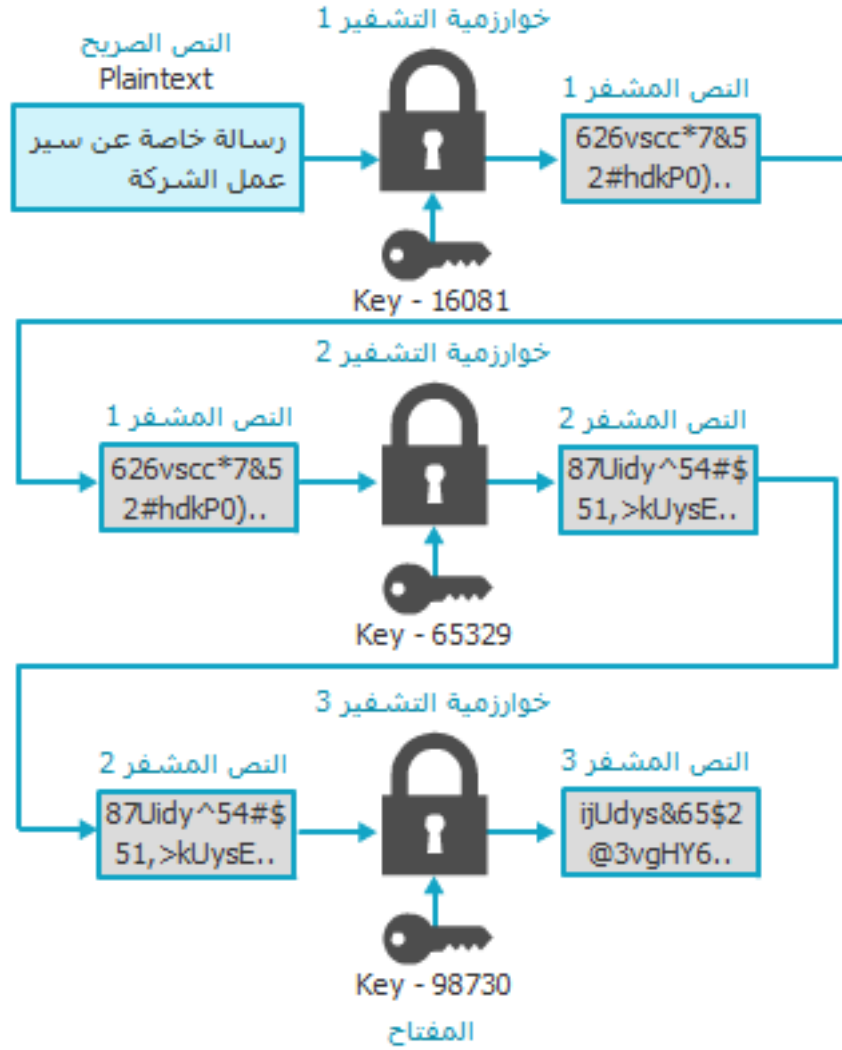 خوارزمية التشفير 1
النص الصريح
Plaintext
رسالة خاصة عن سير
عمل الشركة
النص المشفر 1
626vscc*7&5
2#hdkP0)..
Key - 16081
خوارزمية التشفير 2
النص المشفر 1
626vscc*7&5
2#hdkP0)..
النص المشفر 2
87Uidy^54#$
51,>kUysE..
Key - 65329
خوارزمية التشفير 3
النص المشفر 2
87Uidy^54#$
51,>kUysE..
النص المشفر 3
ijUdys&65$2
@3vgHY6..
Key - 98730
المفتاح